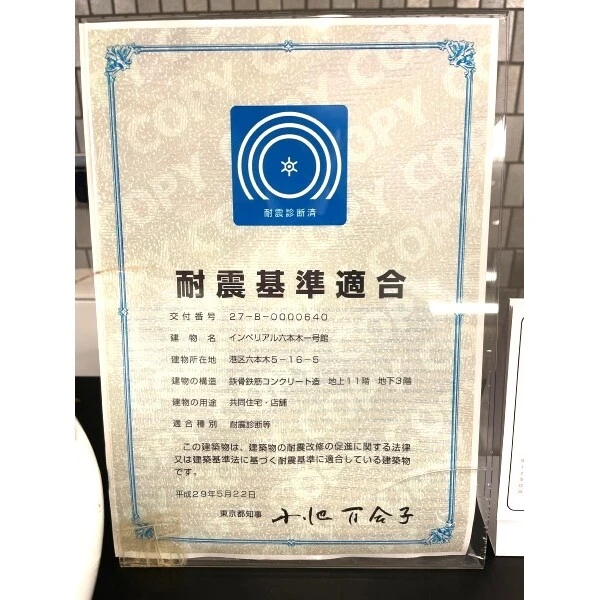 COPY COPY COPY
耐震診断済
耐震基準適合
交付番号 27-B-0000640
建物名 インペリアル六本木一号館
建物所在地 港区六本木5-16-5
建物の構造 鉄骨鉄筋コンクリート造 地上11階 地下3階
建物の用途 共同住宅・店舗
適合種別 耐震診断等
この建築物は、建築物の耐震改修の促進に関する法律
又は建築基準法に基づく耐震基準に適合している建築物
です。
平成29年5月22日
東京都知事 小池百合子